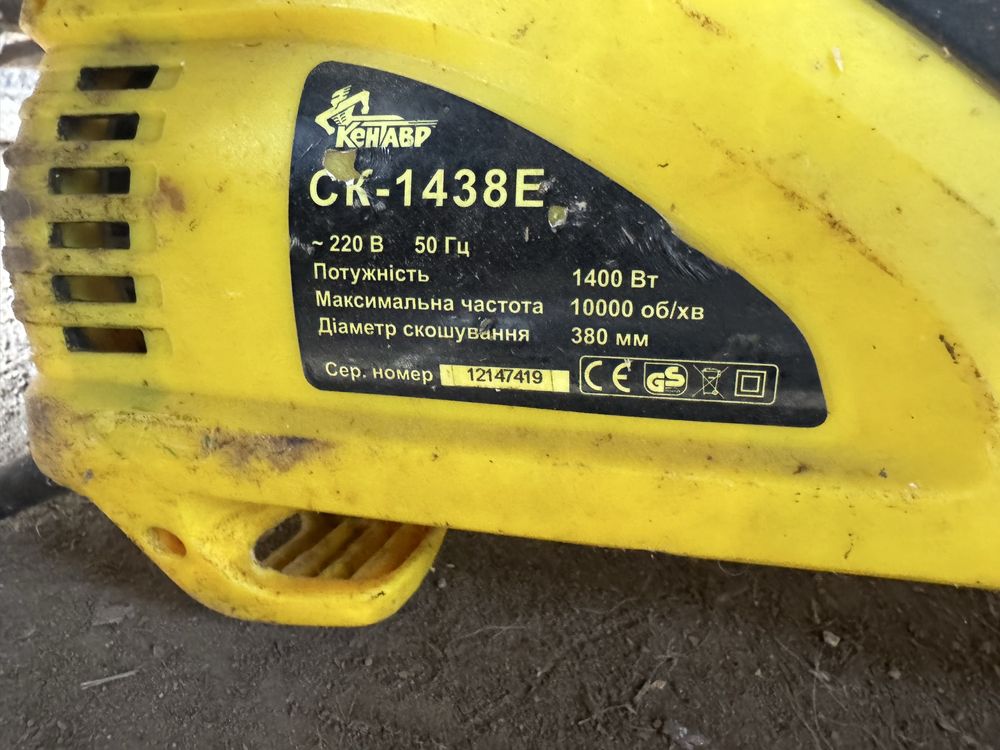 Кентавр
СК-1438Е
~ 220 В 50 Гц
Потужність 1400 Вт
Максимальна частота 10000 об/хв
Діаметр скошування 380 мм
Сер. номер 12147419
CE GS